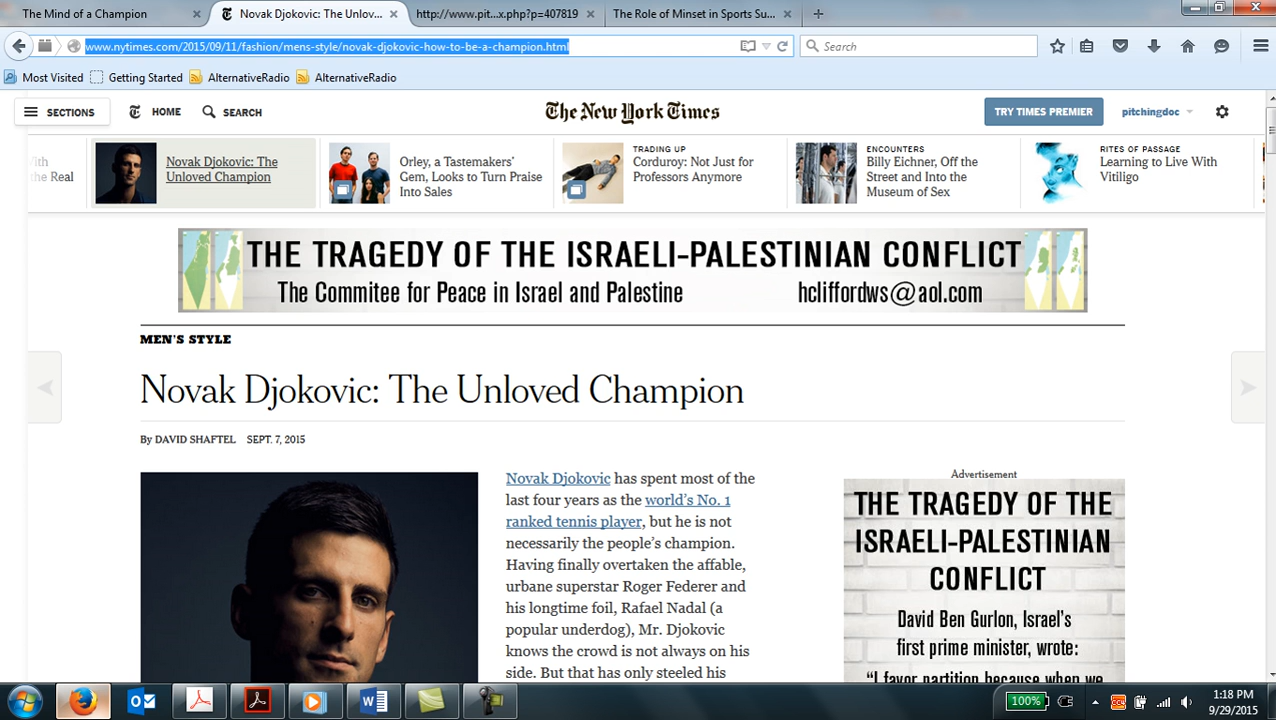 The Mind of a Champion
Novak Djokovic: The Unlov...
http://www.pit...x.php?p=407819
The Role of Minset in Sports Su...
www.nytimes.com/2015/09/11/fashion/mens-style/novak-djokovic-how-to-be-a-champion.html
Search
Most Visited
Getting Started
AlternativeRadio
AlternativeRadio
SECTIONS
HOME
SEARCH
The New York Times
TRY TIMES PREMIER
pitchingdoc
the Real
Novak Djokovic: The
Unloved Champion
Orley, a Tastemakers'
Gem, Looks to Turn Praise
Into Sales
TRADING UP
Corduroy: Not Just for
Professors Anymore
ENCOUNTERS
Billy Eichner, Off the
Street and Into the
Museum of Sex
RITES OF PASSAGE
Learning to Live With
Vitiligo
THE TRAGEDY OF THE ISRAELI-PALESTINIAN CONFLICT
The Commitee for Peace in Israel and Palestine
hcliffordws@aol.com
MEN'S STYLE
Novak Djokovic: The Unloved Champion
By DAVID SHAFTEL SEPT. 7, 2015
Novak Djokovic has spent most of the
last four years as the world's No. 1
ranked tennis player, but he is not
necessarily the people's champion.
Having finally overtaken the affable,
urbane superstar Roger Federer and
his longtime foil, Rafael Nadal (a
popular underdog), Mr. Djokovic
knows the crowd is not always on his
side. But that has only steeled his
Advertisement
THE TRAGEDY OF THE
ISRAELI-PALESTINIAN
CONFLICT
David Ben Gurlon, Israel's
first prime minister, wrote:
"I favor partition because when we
100%
1:18 PM
9/29/2015